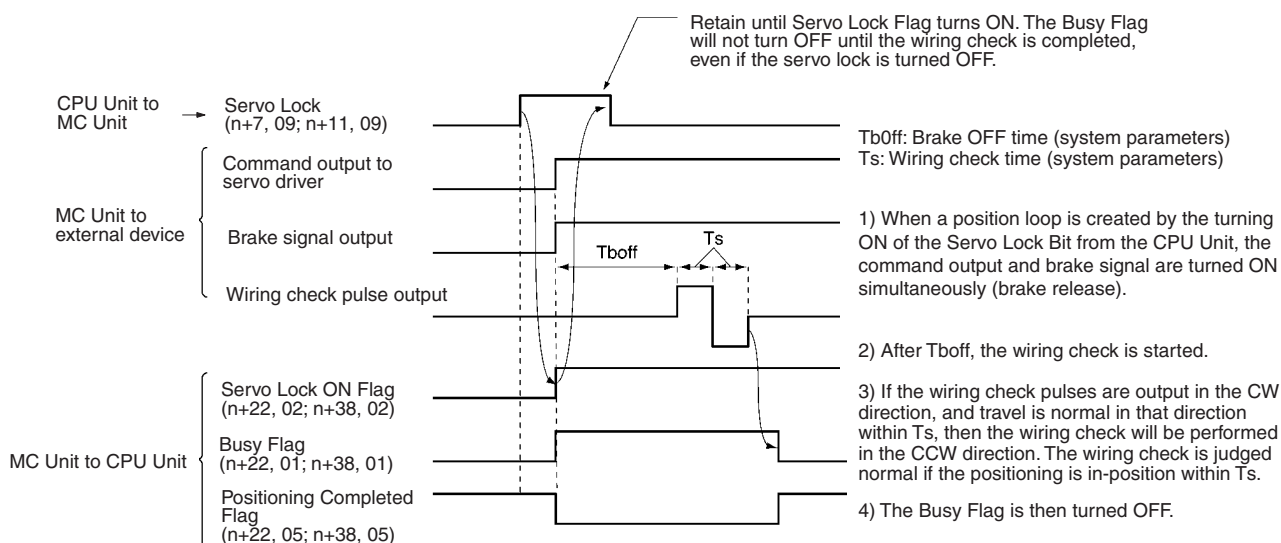 Retain until Servo Lock Flag turns ON. The Busy Flag
will not turn OFF until the wiring check is completed,
even if the servo lock is turned OFF.
CPU Unit to
MC Unit
Servo Lock
(n+7, 09; n+11, 09)
Tb0ff: Brake OFF time (system parameters)
Ts: Wiring check time (system parameters)
Command output to
servo driver
MC Unit to
external device
Brake signal output
1) When a position loop is created by the turning
ON of the Servo Lock Bit from the CPU Unit, the
command output and brake signal are turned ON
simultaneously (brake release).
Tboff
Ts
Wiring check pulse output
2) After Tboff, the wiring check is started.
Servo Lock ON Flag
(n+22, 02; n+38, 02)
3) If the wiring check pulses are output in the CW
direction, and travel is normal in that direction
within Ts, then the wiring check will be performed
in the CCW direction. The wiring check is judged
normal if the positioning is in-position within Ts.
MC Unit to CPU Unit
Busy Flag
(n+22, 01; n+38, 01)
Positioning Completed
Flag
(n+22, 05; n+38, 05)
4) The Busy Flag is then turned OFF.